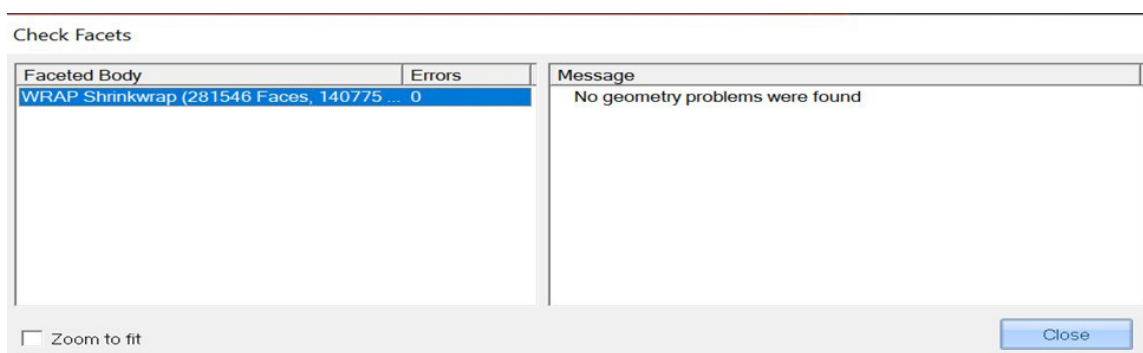 Check Facets
Faceted Body Errors Message
WRAP Shrinkwrap (281546 Faces, 140775 ... 0 No geometry problems were found
Zoom to fit Close